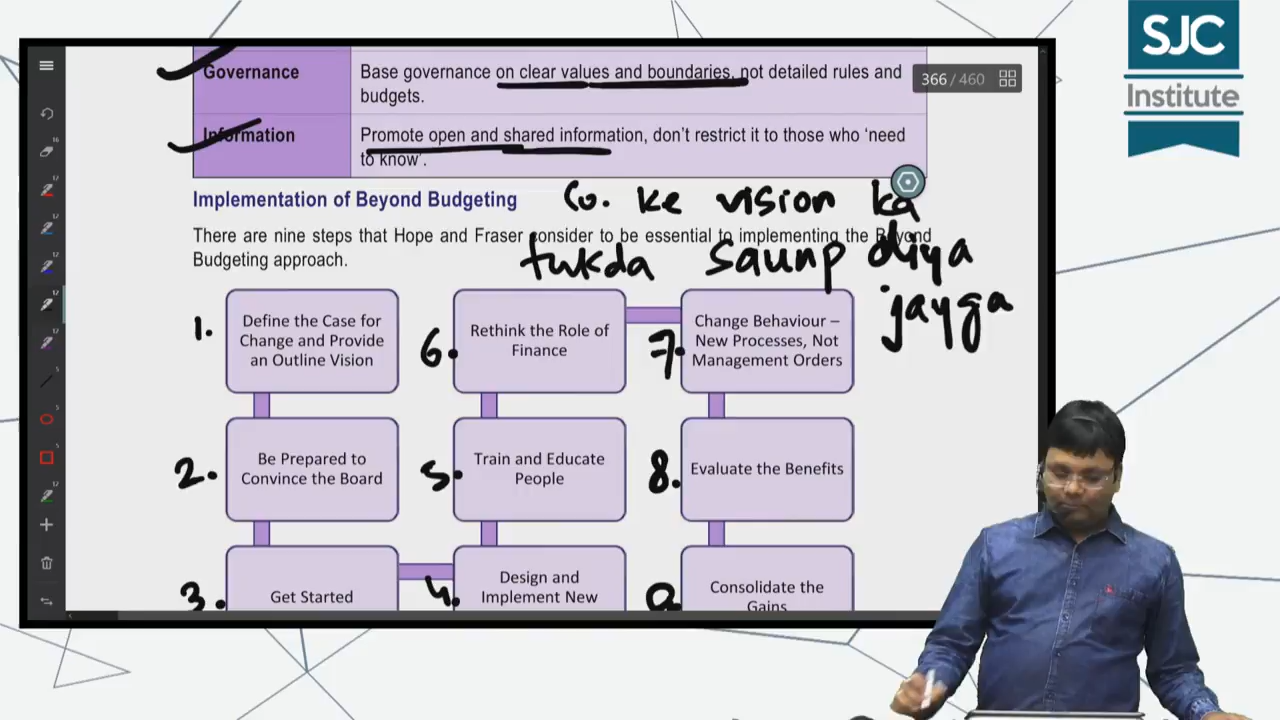 SJC
Institute
Governance
Base governance on clear values and boundaries, not detailed rules and
budgets.
366 / 460
Information
Promote open and shared information, don't restrict it to those who 'need
to know'.
Implementation of Beyond Budgeting
Co. ke vision ka
tukda saunp diya
jayga
There are nine steps that Hope and Fraser consider to be essential to implementing the Beyond
Budgeting approach.
1.
Define the Case for
Change and Provide
an Outline Vision
2.
Be Prepared to
Convince the Board
3.
Get Started
4.
Design and
Implement New
5.
Train and Educate
People
6.
Rethink the Role of
Finance
7.
Change Behaviour –
New Processes, Not
Management Orders
8.
Evaluate the Benefits
9.
Consolidate the
Gains